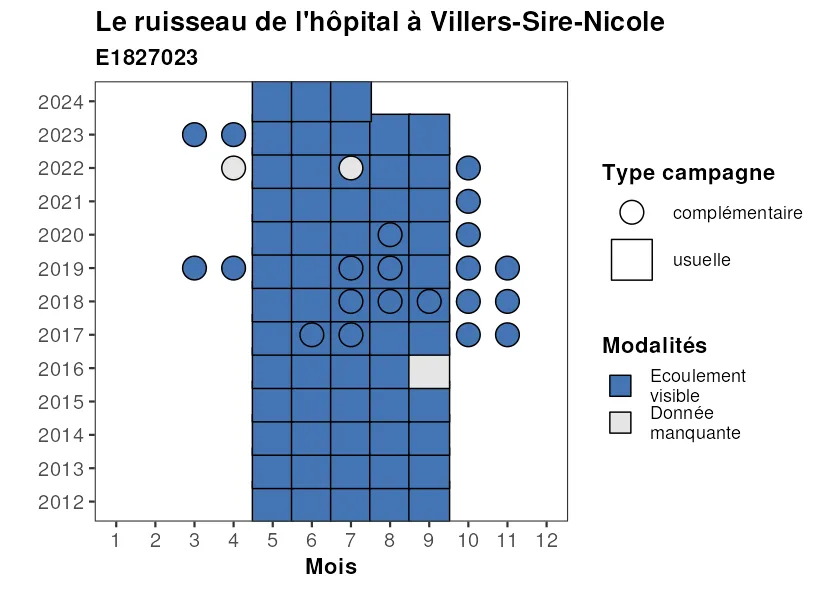 Le ruisseau de l'hôpital à Villers-Sire-Nicole
E1827023
2024
2023
2022
2021
2020
2019
2018
2017
2016
2015
2014
2013
2012
1 2 3 4 5 6 7 8 9 10 11 12
Mois
Type campagne
complémentaire
usuelle
Modalités
Ecoulement
visible
Donnée
manquante